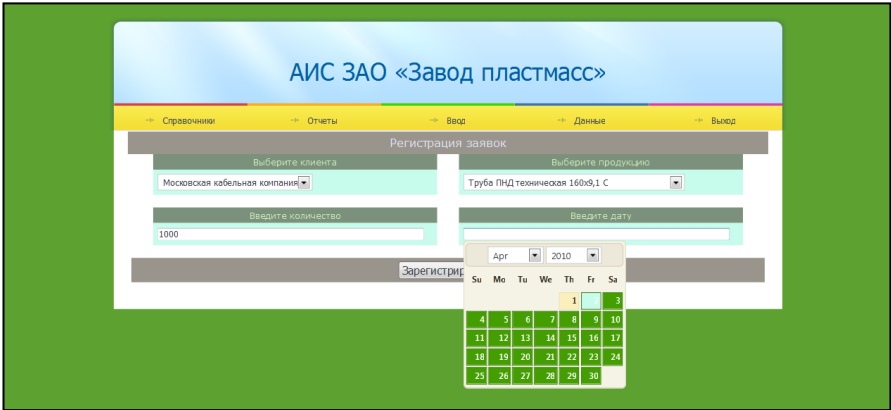 АИС ЗАО «Завод пластмасс»
Справочники Отчеты Ввод Данные Выход
Регистрация заявок
Выберите клиента Выберите продукцию
Московская кабельная компания Труба ПНД техническая 160x9,1 С
Введите количество Введите дату
1000
Apr 2010
Зарегистрир
Su Mo Tu We Th Fr Sa
1 2 3
4 5 6 7 8 9 10
11 12 13 14 15 16 17
18 19 20 21 22 23 24
25 26 27 28 29 30